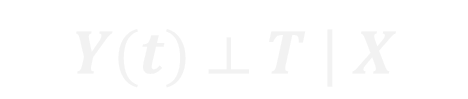 Y(t) ⊥ T | X